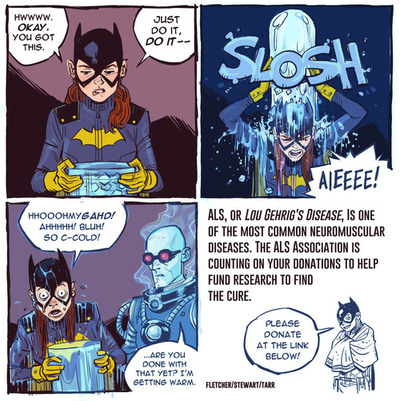 HWWWW.
OKAY.
YOU GOT
THIS.
JUST
DO IT,
DO IT--
SLOSH
AIEEEE!
HHOOOHMYGAHD!
AHHHHH! BLUH!
SO C-COLD!
...ARE YOU
DONE WITH
THAT YET? I'M
GETTING WARM.
ALS, OR LOU GEHRIG'S DISEASE, IS ONE
OF THE MOST COMMON NEUROMUSCULAR
DISEASES. THE ALS ASSOCIATION IS
COUNTING ON YOUR DONATIONS TO HELP
FUND RESEARCH TO FIND
THE CURE.
PLEASE
DONATE
AT THE LINK
BELOW!
FLETCHER/STEWART/TARR